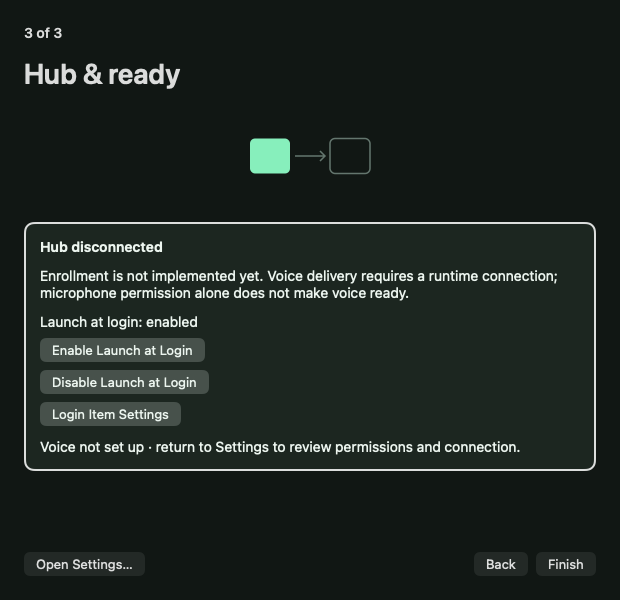 3 of 3
Hub & ready
Hub disconnected
Enrollment is not implemented yet. Voice delivery requires a runtime connection;
microphone permission alone does not make voice ready.
Launch at login: enabled
Enable Launch at Login
Disable Launch at Login
Login Item Settings
Voice not set up · return to Settings to review permissions and connection.
Open Settings...
Back
Finish